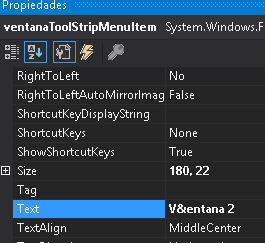 Propiedades
ventanaToolStripMenuItem System.Windows.F
RightToLeft No
RightToLeftAutoMirrorImag False
ShortcutKeyDisplayString
ShortcutKeys None
ShowShortcutKeys True
Size 180, 22
Tag
Text V&entana 2
TextAlign MiddleCenter